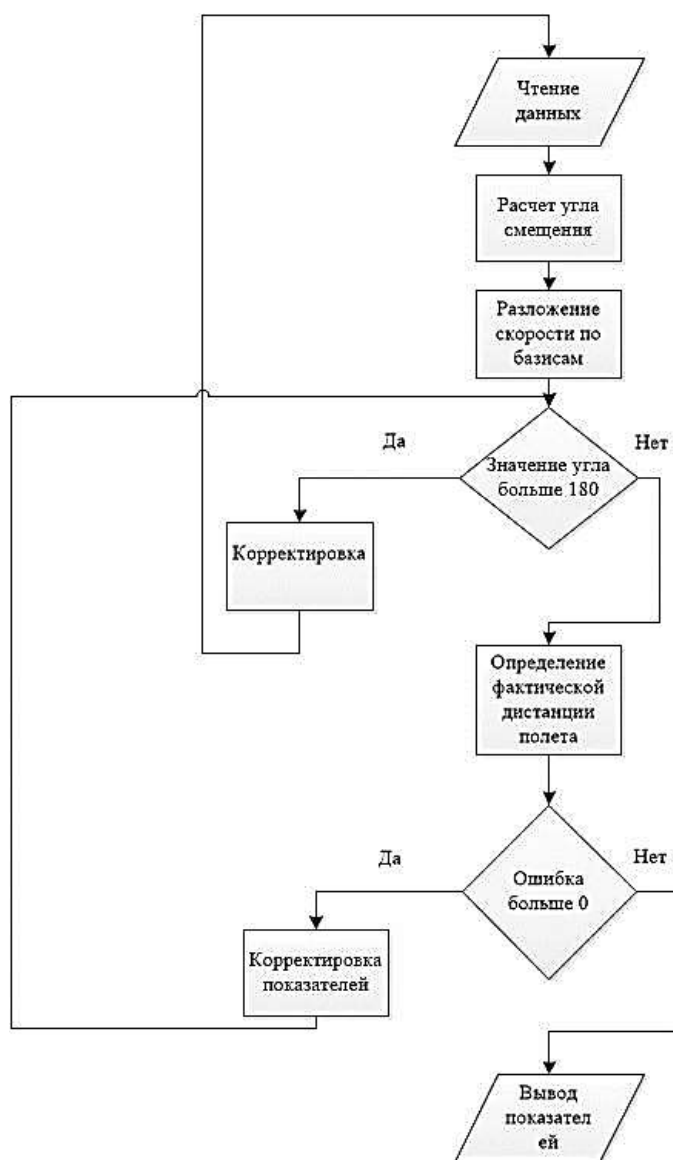 Чтение
данных
Расчет угла
смещения
Разложение
скорости по
базисам
Да
Нет
Значение угла
больше 180
Корректировка
Определение
фактической
дистанции
полета
Да
Нет
Ошибка
больше 0
Корректировка
показателей
Вывод
показател
ей